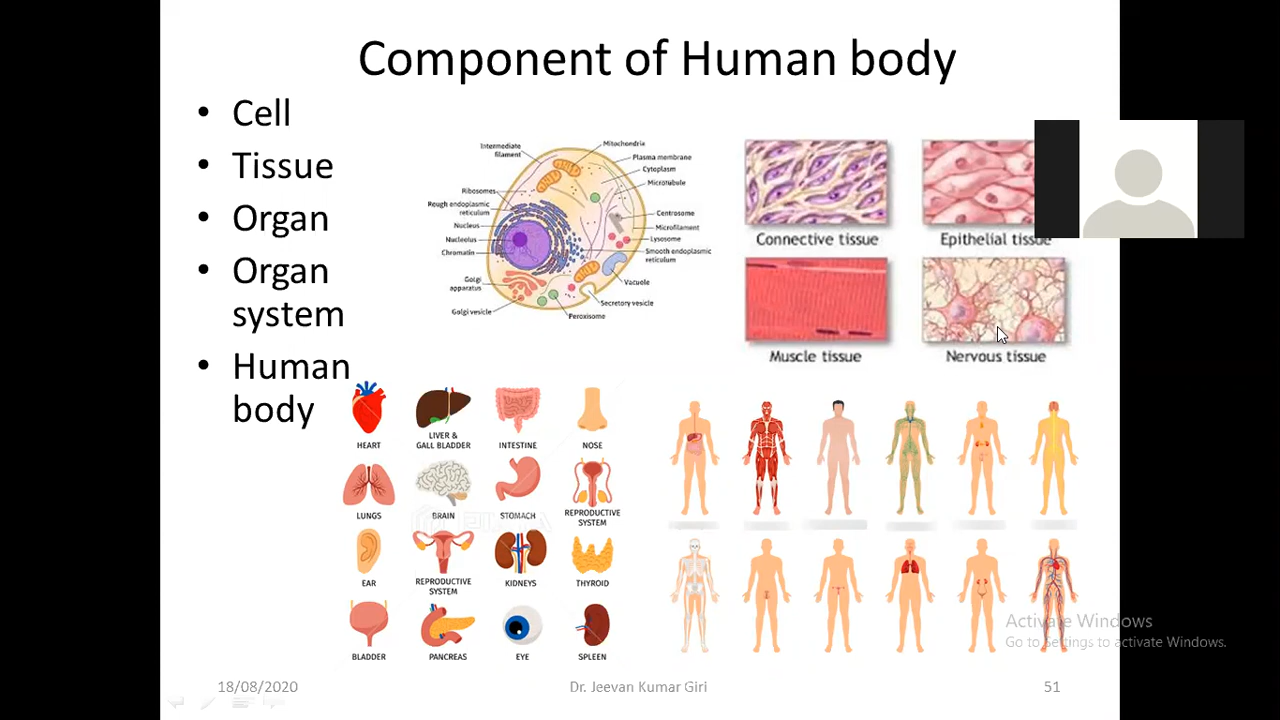 Component of Human body
• Cell
• Tissue
• Organ
• Organ
system
• Human
body
Intermediate
filament
Mitochondria
Plasma membrane
Cytoplasm
Microtubule
Ribosomes
Rough endoplasmic
reticulum
Nucleus
Nucleolus
Chromatin
Centrosome
Microfilament
Lysosome
Smooth endoplasmic
reticulum
Golgi
apparatus
Vacuole
Secretory vesicle
Golgi vesicle
Peroxisome
Connective tissue
Epithelial tissue
Muscle tissue
Nervous tissue
HEART
LIVER &
GALL BLADDER
INTESTINE
NOSE
LUNGS
BRAIN
STOMACH
REPRODUCTIVE
SYSTEM
EAR
REPRODUCTIVE
SYSTEM
KIDNEYS
THYROID
BLADDER
PANCREAS
EYE
SPLEEN
Activate Windows
Go to Settings to activate Windows.
18/08/2020
Dr. Jeevan Kumar Giri
51